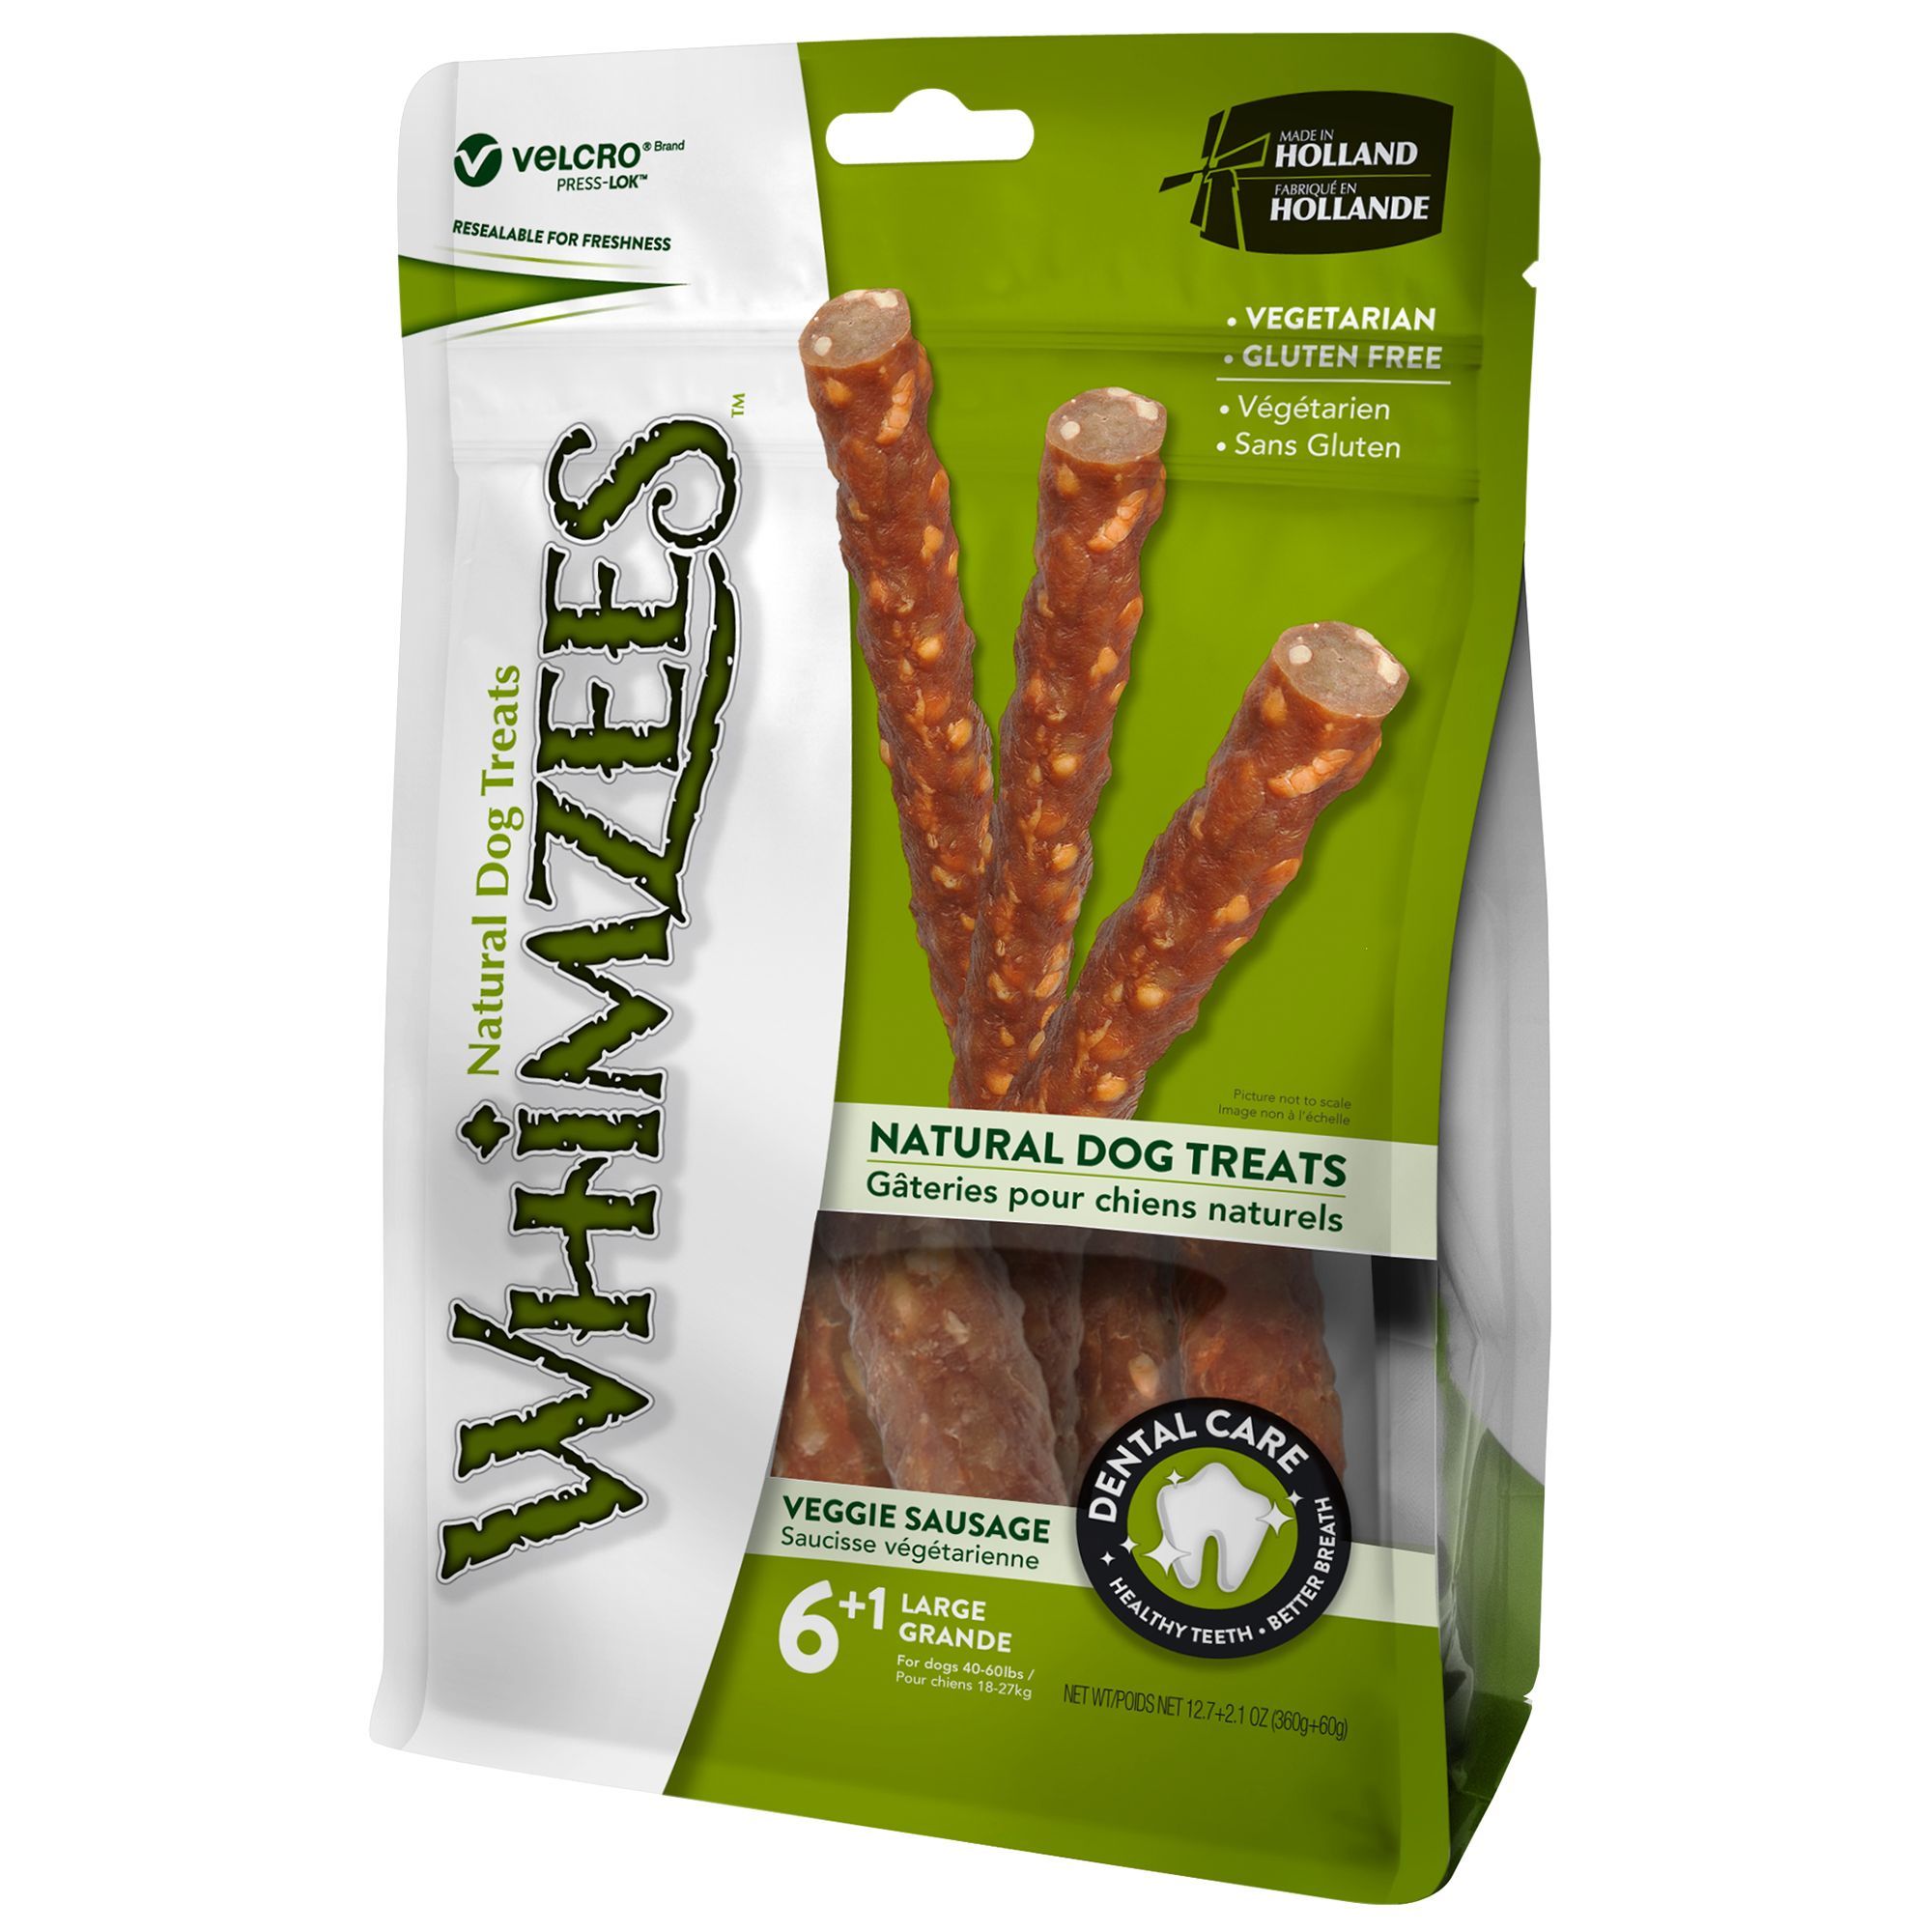 VELCRO® Brand
PRESS-LOK™
RESEALABLE FOR FRESHNESS
MADE IN
HOLLAND
FABRIQUÉ EN
HOLLANDE
• VEGETARIAN
• GLUTEN FREE
• Végétarien
• Sans Gluten
Natural Dog Treats
WHIMZEES™
Picture not to scale
Image non à l'échelle
NATURAL DOG TREATS
Gâteries pour chiens naturels
VEGGIE SAUSAGE
Saucisse végétarienne
DENTAL CARE
HEALTHY TEETH • BETTER BREATH
6+1 LARGE
GRANDE
For dogs 40-60lbs /
Pour chiens 18-27kg
NET WT/POIDS NET 12.7+2.1 OZ (360g+60g)